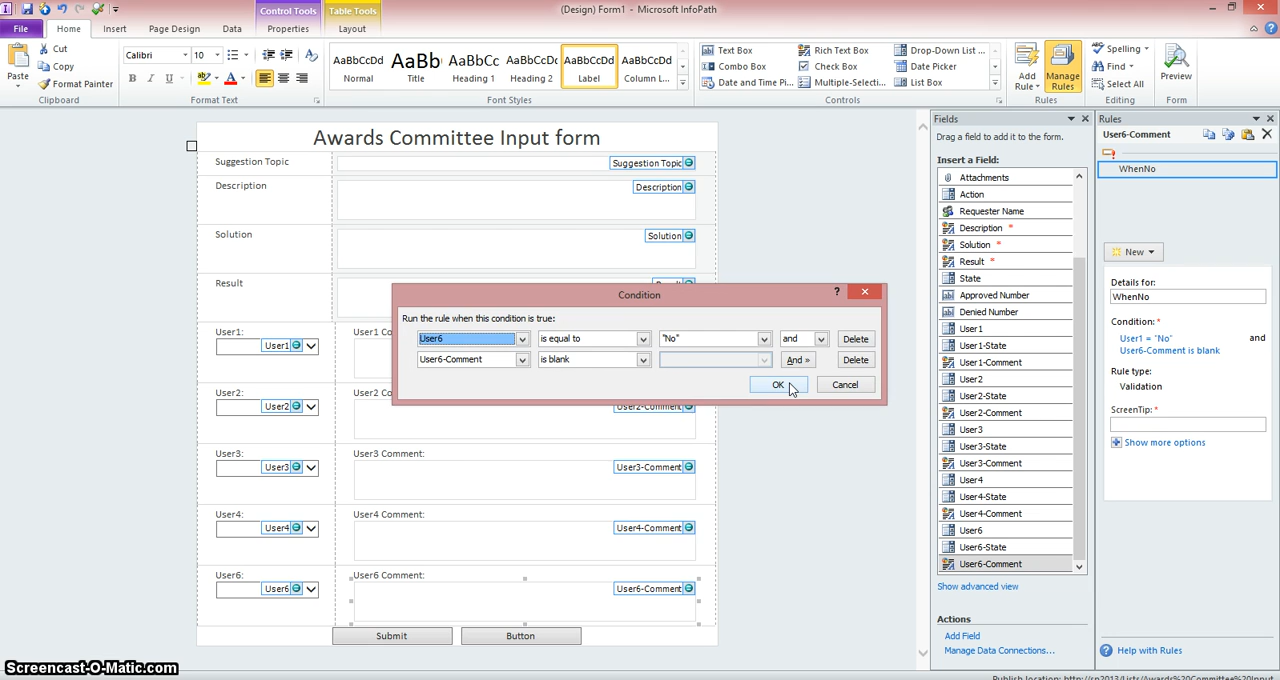 Control Tools
Table Tools
(Design) Form1 - Microsoft InfoPath
File
Home
Insert
Page Design
Data
Properties
Layout
Paste
Cut
Copy
Format Painter
Clipboard
Calibri
10
B I U
Format Text
AaBbCcDd
Normal
AaBbCc
Title
AaBbCc
Heading 1
AaBbCcDc
Heading 2
AaBbCcDd
Label
AaBbCcDd
Column L...
Font Styles
Text Box
Rich Text Box
Drop-Down List ...
Combo Box
Check Box
Date Picker
Date and Time Pi...
Multiple-Selecti...
List Box
Controls
Add Rule
Manage Rules
Rules
Spelling
Find
Select All
Editing
Preview
Form
Awards Committee Input form
Suggestion Topic
Suggestion Topic
Description
Description
Solution
Solution
Result
User1:
User1
User2:
User2
User2-Comment
User3:
User3 Comment:
User3
User3-Comment
User4:
User4 Comment:
User4
User4-Comment
User6:
User6 Comment:
User6
User6-Comment
Submit
Button
Condition
?
Run the rule when this condition is true:
User6
is equal to
"No"
and
Delete
User6-Comment
is blank
And »
Delete
OK
Cancel
Fields
Drag a field to add it to the form.
Insert a Field:
Attachments
Action
Requester Name
Description *
Solution *
Result *
State
Approved Number
Denied Number
User1
User1-State
User1-Comment
User2
User2-State
User2-Comment
User3
User3-State
User3-Comment
User4
User4-State
User4-Comment
User6
User6-State
User6-Comment
Show advanced view
Actions
Add Field
Manage Data Connections...
Rules
User6-Comment
WhenNo
New
Details for:
WhenNo
Condition: *
User1 = "No" and
User6-Comment is blank
Rule type:
Validation
ScreenTip: *
Show more options
Help with Rules
Publish location: http://sp2013/Lists/Awards%20Committee%20Input
Screencast-O-Matic.com